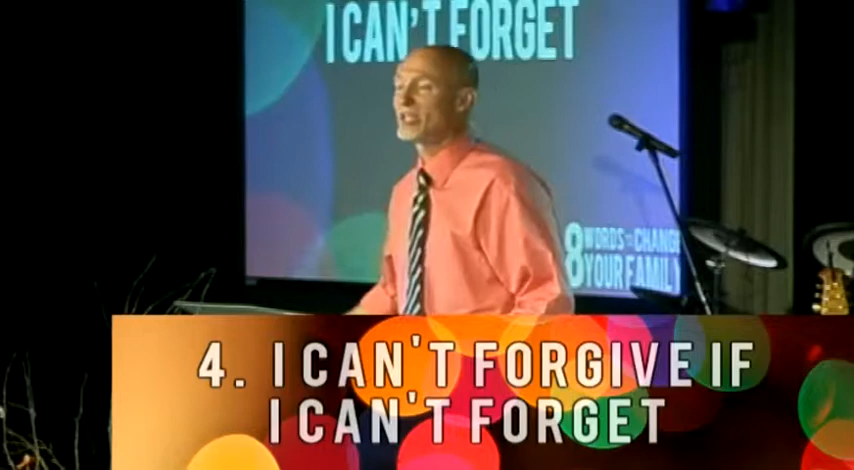 I CAN'T FORGET
8 WORDS TO CHANGE
YOUR FAMILY
4. I CAN'T FORGIVE IF
I CAN'T FORGET